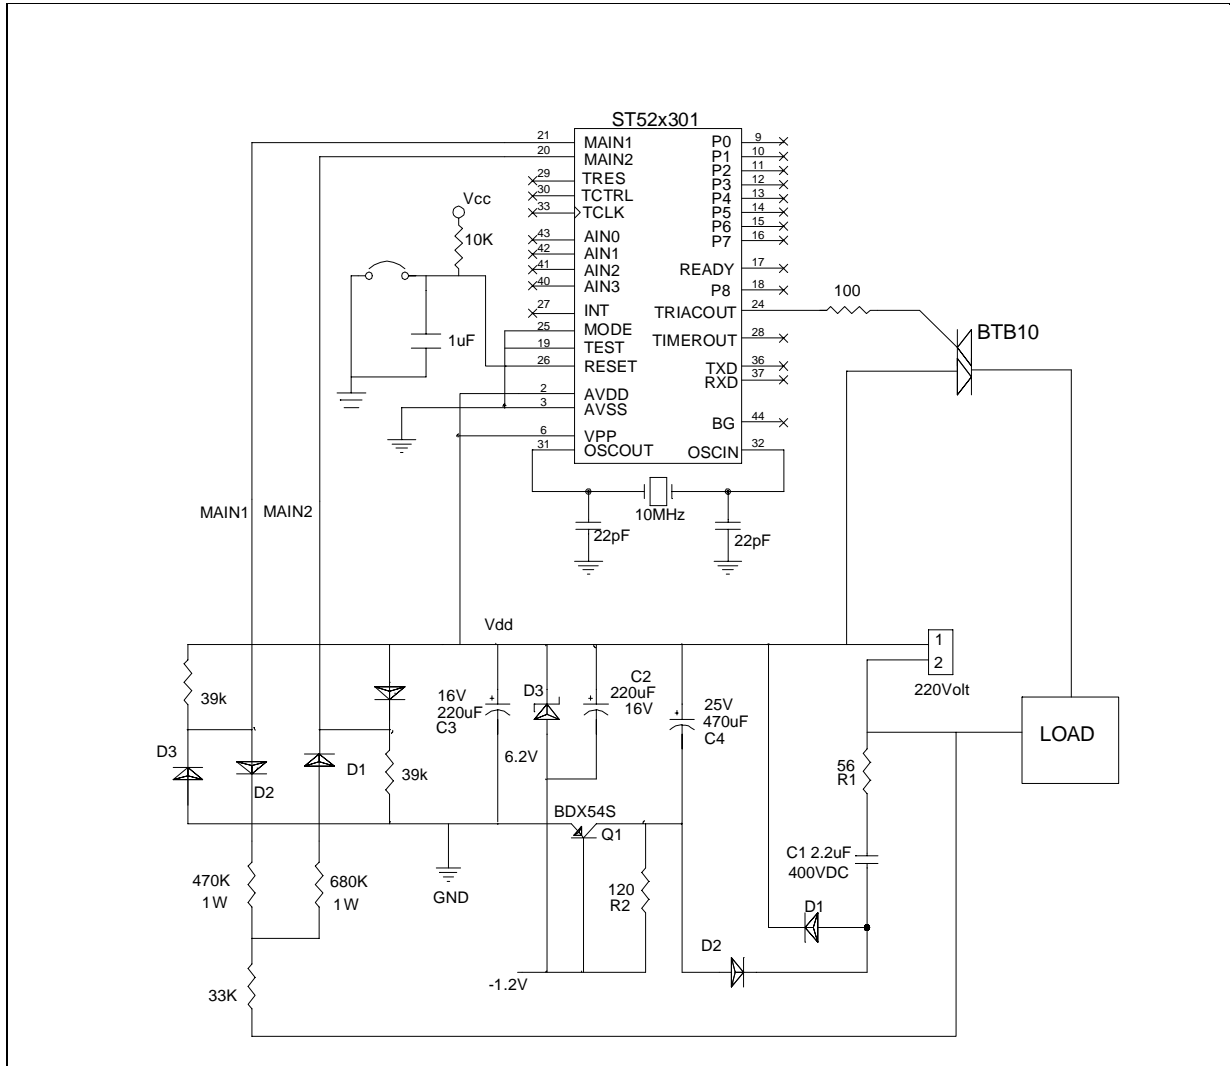 ST52x301
21 MAIN1
20 MAIN2
29 TRES
30 TCTRL
33 TCLK
43 AIN0
42 AIN1
41 AIN2
40 AIN3
27 INT
25 MODE
19 TEST
26 RESET
2 AVDD
3 AVSS
6 VPP
31 OSCOUT
P0 9
P1 10
P2 11
P3 12
P4 13
P5 14
P6 15
P7 16
READY 17
P8 18
TRIACOUT 24
TIMEROUT 28
TXD 36
RXD 37
BG 44
OSCIN 32
Vcc
10K
1uF
100
BTB10
10MHz
22pF
22pF
MAIN1
MAIN2
Vdd
1
2
220Volt
LOAD
39k
D3
D2
D1
39k
16V
220uF
C3
D3
6.2V
C2
220uF
16V
25V
470uF
C4
56
R1
C1 2.2uF
400VDC
BDX54S
Q1
GND
470K
1W
680K
1W
120
R2
D1
D2
-1.2V
33K